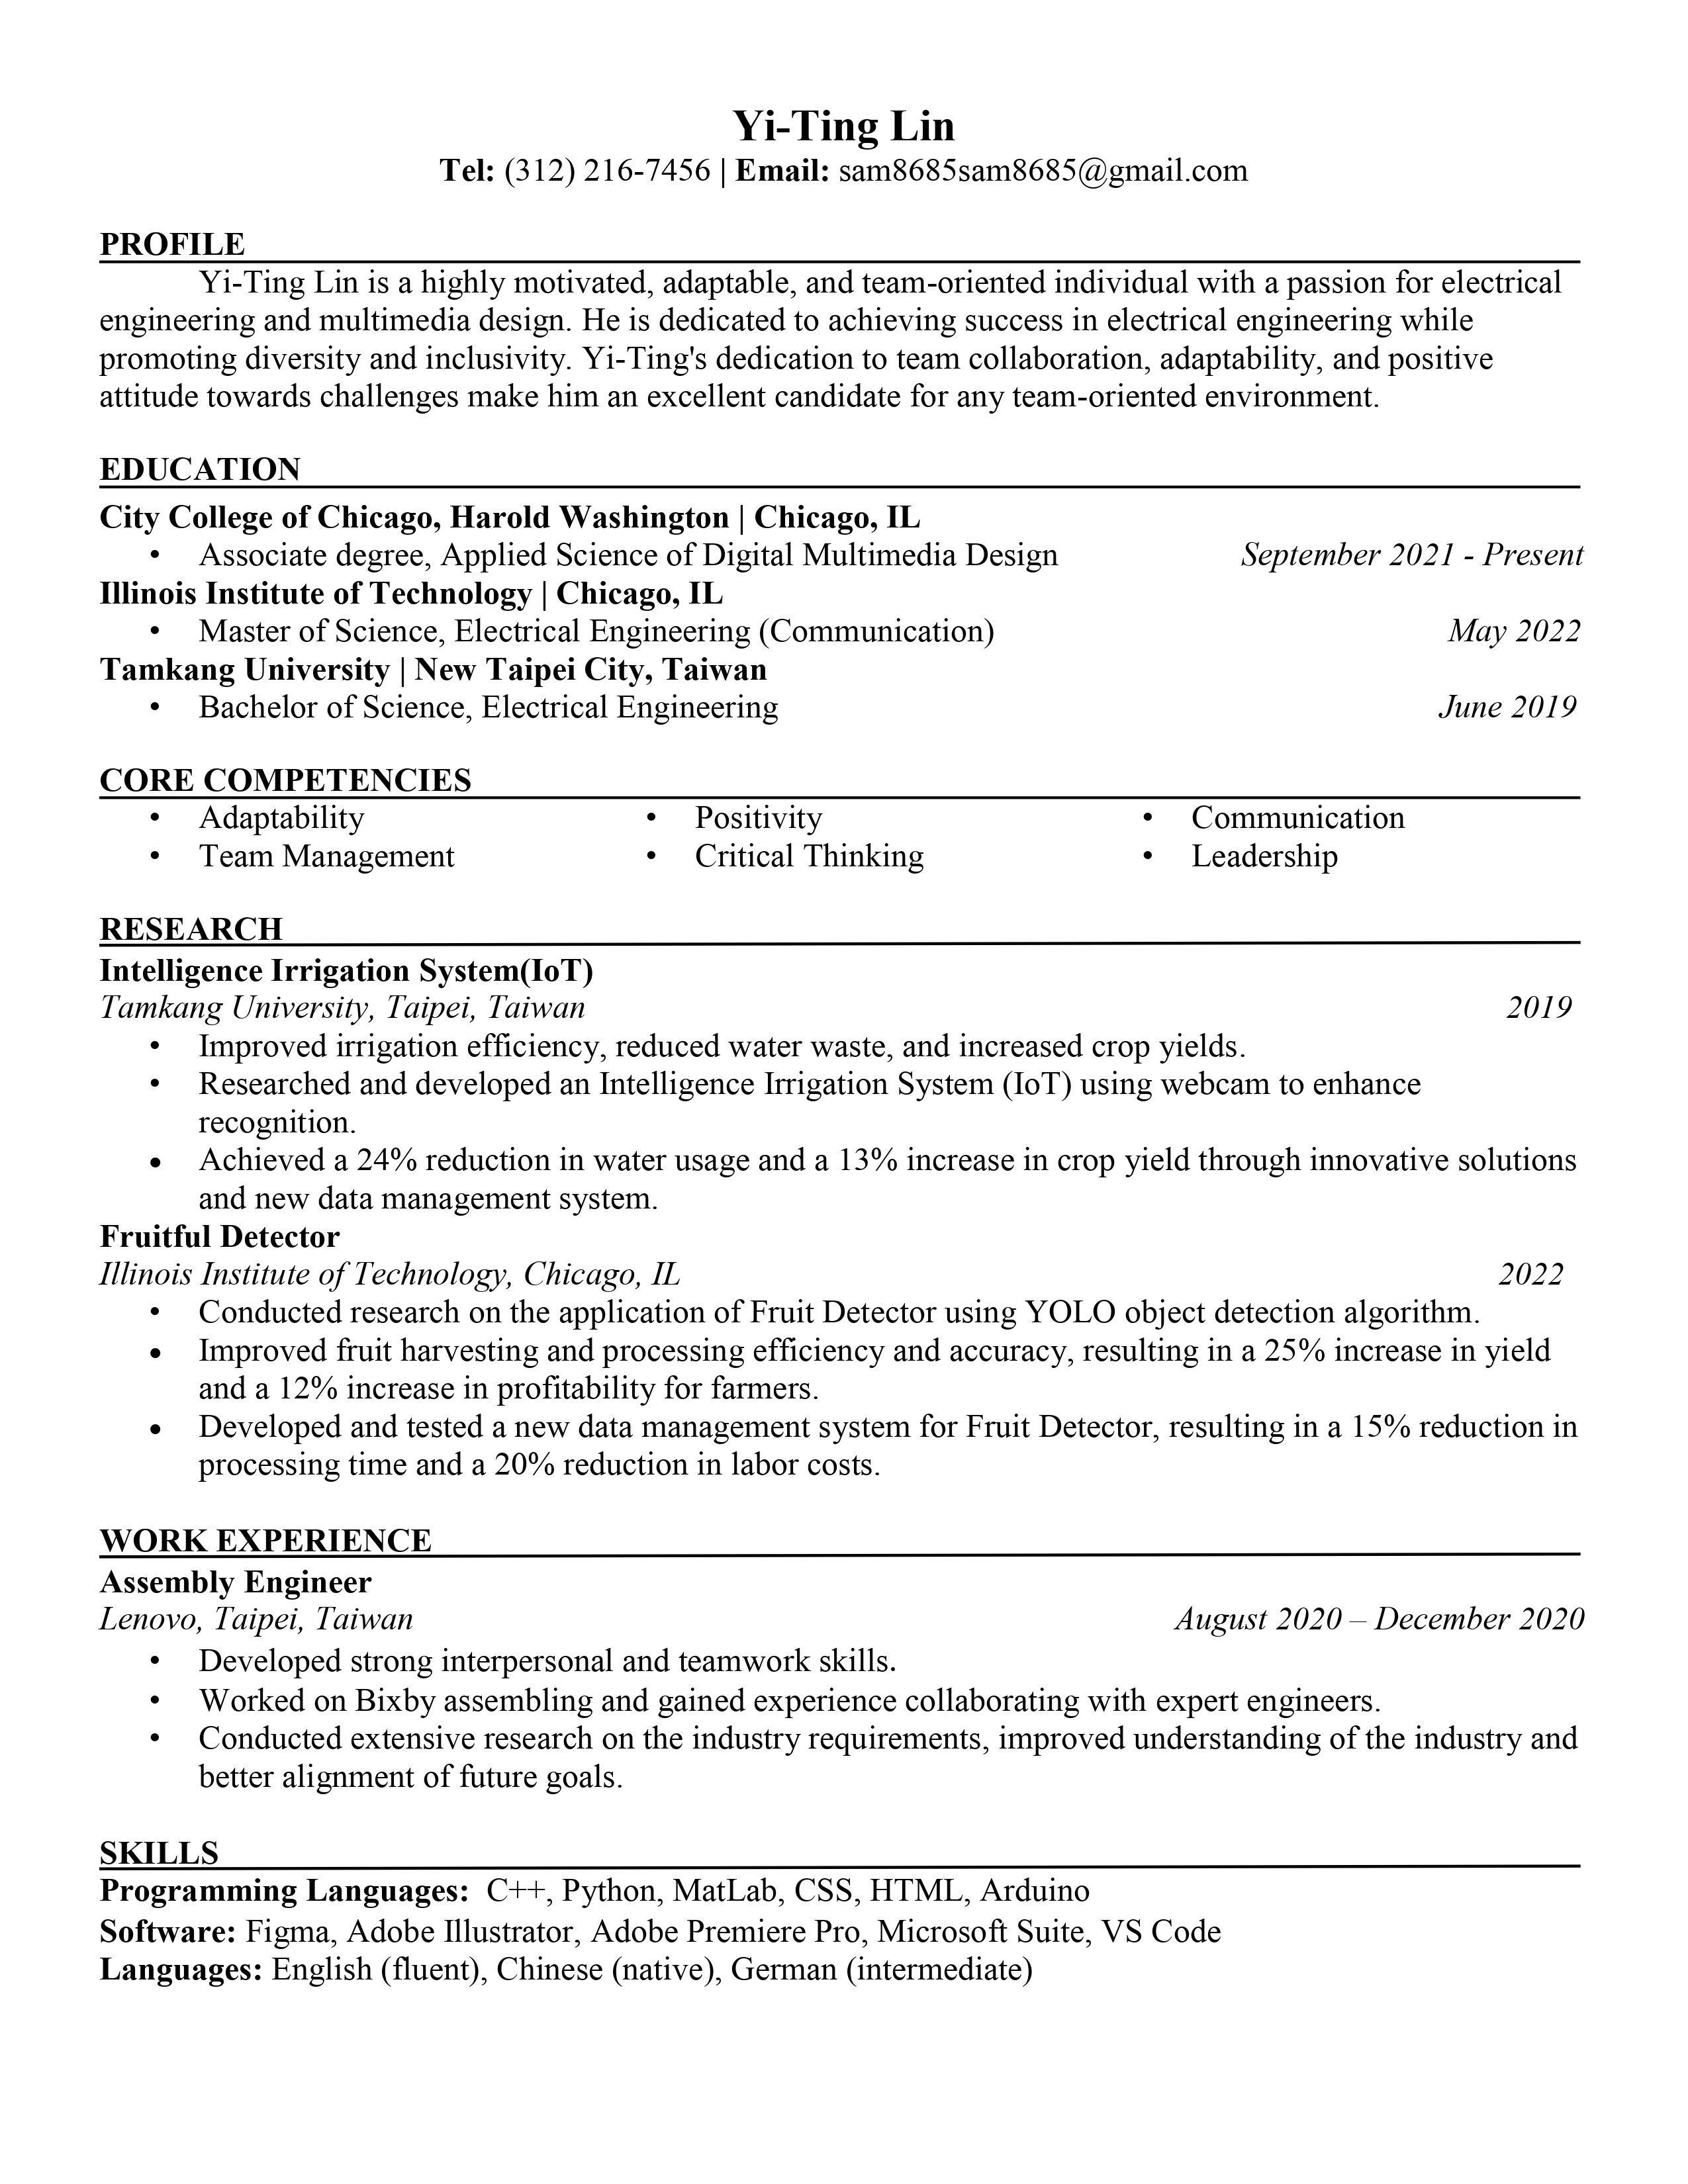 Yi-Ting Lin
Tel: (312) 216-7456 | Email: sam8685sam8685@gmail.com
PROFILE
Yi-Ting Lin is a highly motivated, adaptable, and team-oriented individual with a passion for electrical
engineering and multimedia design. He is dedicated to achieving success in electrical engineering while
promoting diversity and inclusivity. Yi-Ting's dedication to team collaboration, adaptability, and positive
attitude towards challenges make him an excellent candidate for any team-oriented environment.
EDUCATION
City College of Chicago, Harold Washington | Chicago, IL
• Associate degree, Applied Science of Digital Multimedia Design September 2021 - Present
Illinois Institute of Technology | Chicago, IL
• Master of Science, Electrical Engineering (Communication) May 2022
Tamkang University | New Taipei City, Taiwan
• Bachelor of Science, Electrical Engineering June 2019
CORE COMPETENCIES
• Adaptability • Positivity • Communication
• Team Management • Critical Thinking • Leadership
RESEARCH
Intelligence Irrigation System(IoT)
Tamkang University, Taipei, Taiwan 2019
• Improved irrigation efficiency, reduced water waste, and increased crop yields.
• Researched and developed an Intelligence Irrigation System (IoT) using webcam to enhance
recognition.
• Achieved a 24% reduction in water usage and a 13% increase in crop yield through innovative solutions
and new data management system.
Fruitful Detector
Illinois Institute of Technology, Chicago, IL 2022
• Conducted research on the application of Fruit Detector using YOLO object detection algorithm.
• Improved fruit harvesting and processing efficiency and accuracy, resulting in a 25% increase in yield
and a 12% increase in profitability for farmers.
• Developed and tested a new data management system for Fruit Detector, resulting in a 15% reduction in
processing time and a 20% reduction in labor costs.
WORK EXPERIENCE
Assembly Engineer
Lenovo, Taipei, Taiwan August 2020 – December 2020
• Developed strong interpersonal and teamwork skills.
• Worked on Bixby assembling and gained experience collaborating with expert engineers.
• Conducted extensive research on the industry requirements, improved understanding of the industry and
better alignment of future goals.
SKILLS
Programming Languages: C++, Python, MatLab, CSS, HTML, Arduino
Software: Figma, Adobe Illustrator, Adobe Premiere Pro, Microsoft Suite, VS Code
Languages: English (fluent), Chinese (native), German (intermediate)